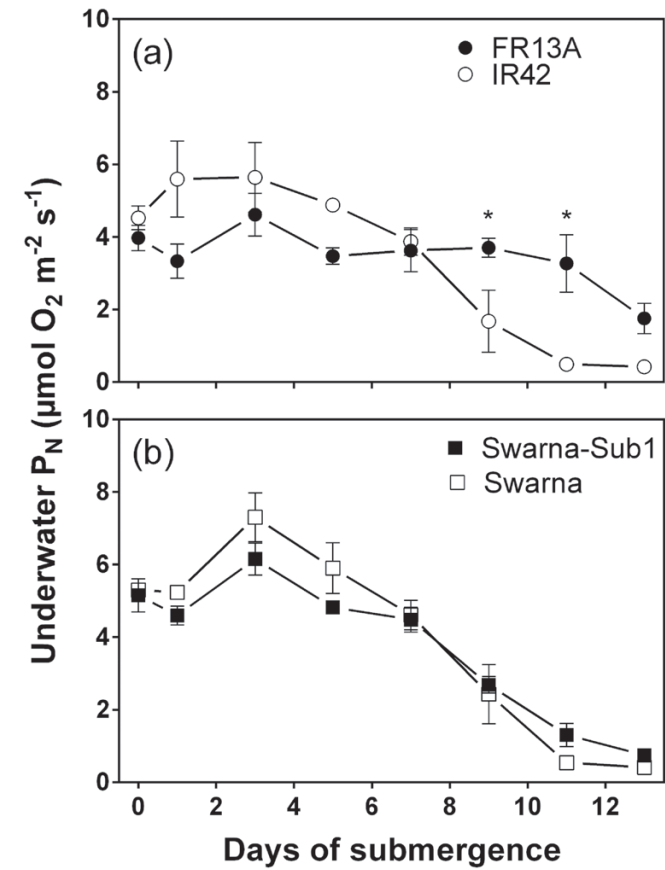 10
(a)
FR13A
IR42
8
6
4
* *
2
0
Underwater P_N (µmol O₂ m⁻² s⁻¹)
10
(b)
Swarna-Sub1
Swarna
8
6
4
2
0
0 2 4 6 8 10 12
Days of submergence